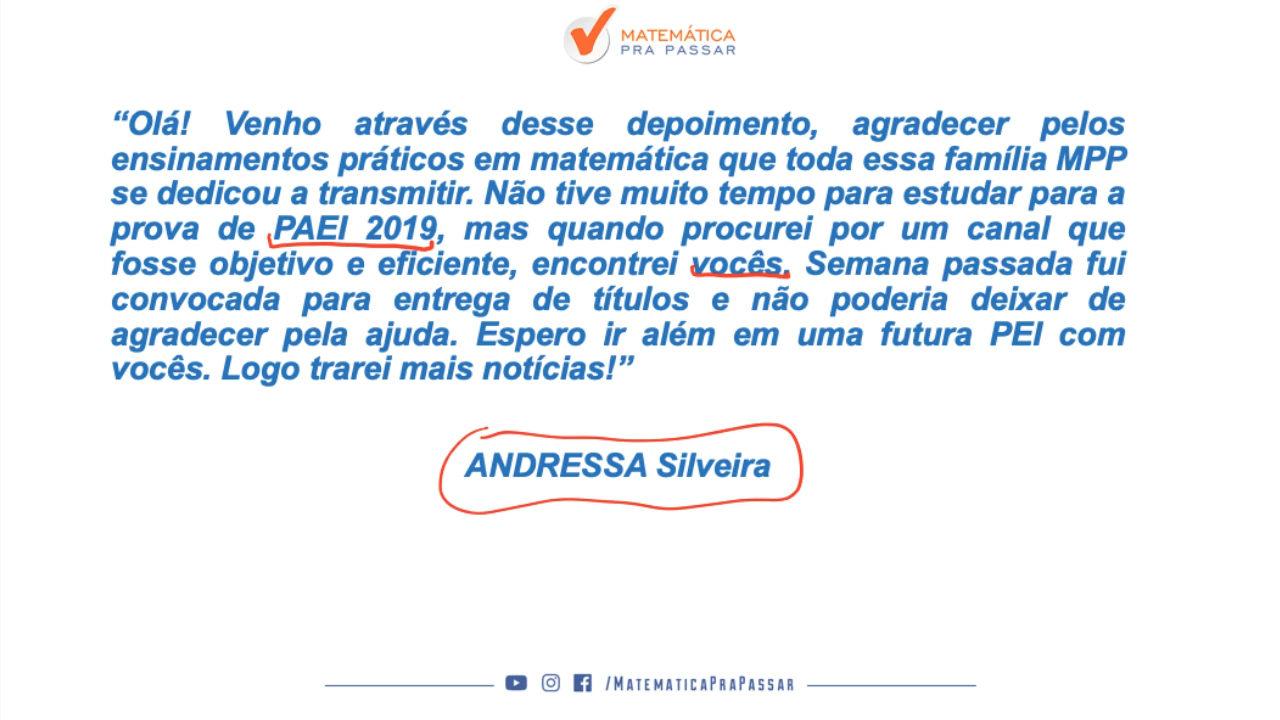 MATEMÁTICA
PRA PASSAR
“Olá! Venho através desse depoimento, agradecer pelos
ensinamentos práticos em matemática que toda essa família MPP
se dedicou a transmitir. Não tive muito tempo para estudar para a
prova de PAEI 2019, mas quando procurei por um canal que
fosse objetivo e eficiente, encontrei vocês. Semana passada fui
convocada para entrega de títulos e não poderia deixar de
agradecer pela ajuda. Espero ir além em uma futura PEI com
vocês. Logo trarei mais notícias!”
ANDRESSA Silveira
/MATEMATICAPRAPASSAR